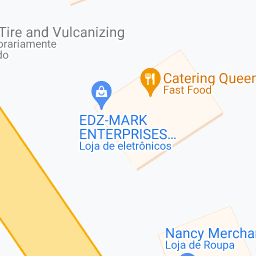 Tire and Vulcanizing
orariamente
do
Catering Queen
Fast Food
EDZ-MARK
ENTERPRISES…
Loja de eletrônicos
Nancy Mercha
Loja de Roupa